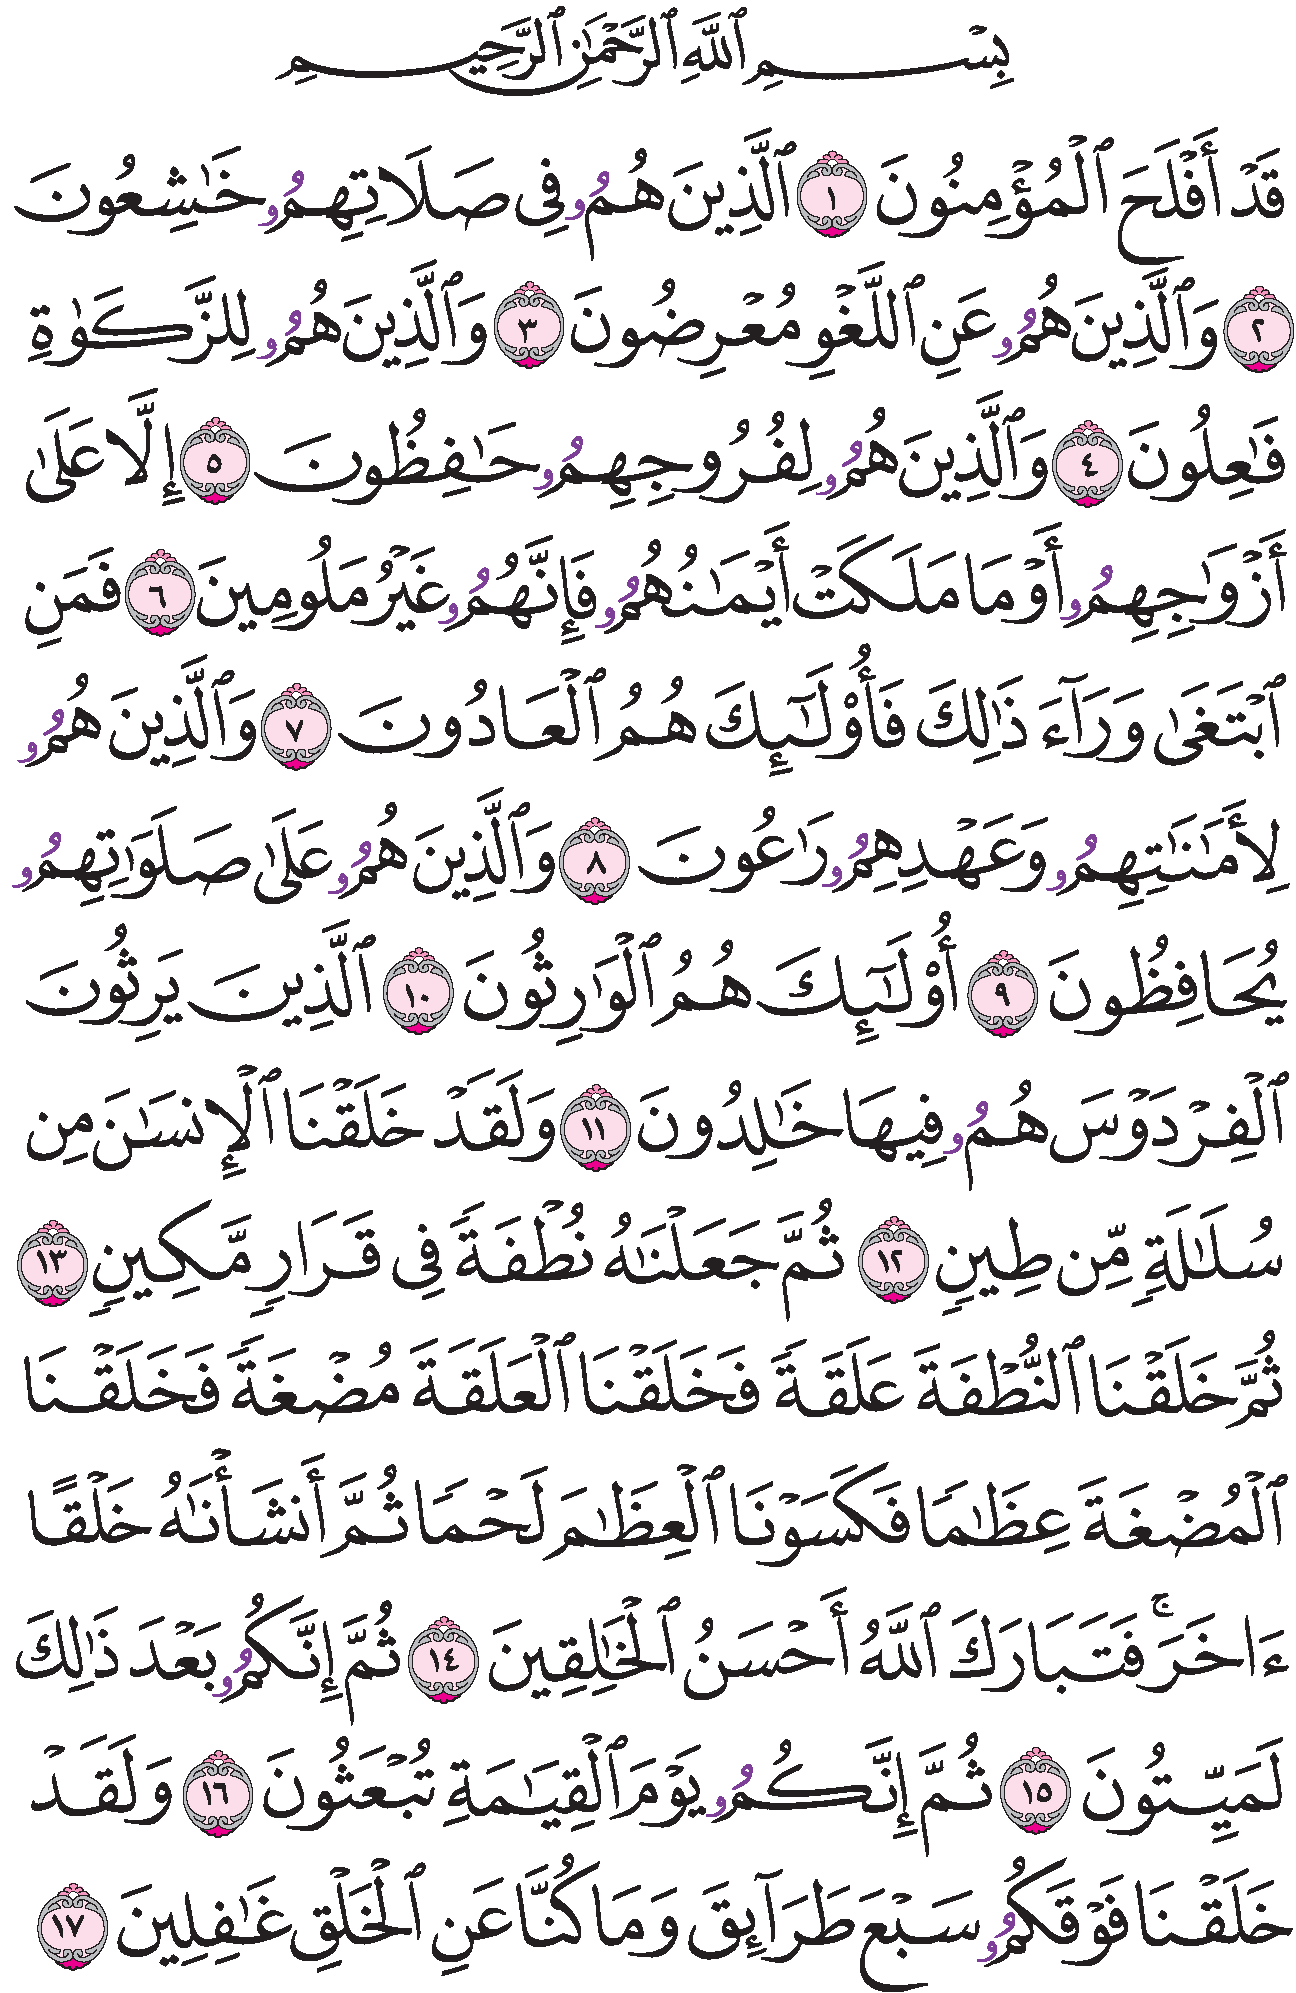 بِسْمِ ٱللَّهِ ٱلرَّحْمَٰنِ ٱلرَّحِيمِ
قَدْ أَفْلَحَ ٱلْمُؤْمِنُونَ ١ ٱلَّذِينَ هُمُۥ فِى صَلَاتِهِمُۥ خَٰشِعُونَ
٢ وَٱلَّذِينَ هُمُۥ عَنِ ٱللَّغْوِ مُعْرِضُونَ ٣ وَٱلَّذِينَ هُمُۥ لِلزَّكَوٰةِ
فَٰعِلُونَ ٤ وَٱلَّذِينَ هُمُۥ لِفُرُوجِهِمُۥ حَٰفِظُونَ ٥ إِلَّا عَلَىٰ
أَزْوَٰجِهِمُۥ أَوْ مَا مَلَكَتْ أَيْمَٰنُهُمُۥ فَإِنَّهُمُۥ غَيْرُ مَلُومِينَ ٦ فَمَنِ
ٱبْتَغَىٰ وَرَآءَ ذَٰلِكَ فَأُوْلَٰٓئِكَ هُمُ ٱلْعَادُونَ ٧ وَٱلَّذِينَ هُمُۥ
لِأَمَٰنَٰتِهِمُۥ وَعَهْدِهِمُۥ رَٰعُونَ ٨ وَٱلَّذِينَ هُمُۥ عَلَىٰ صَلَوَٰتِهِمُۥ
يُحَافِظُونَ ٩ أُوْلَٰٓئِكَ هُمُ ٱلْوَٰرِثُونَ ١٠ ٱلَّذِينَ يَرِثُونَ
ٱلْفِرْدَوْسَ هُمُۥ فِيهَا خَٰلِدُونَ ١١ وَلَقَدْ خَلَقْنَا ٱلْإِنسَٰنَ مِن
سُلَٰلَةٍ مِّن طِينٍ ١٢ ثُمَّ جَعَلْنَٰهُ نُطْفَةً فِى قَرَارٍ مَّكِينٍ ١٣
ثُمَّ خَلَقْنَا ٱلنُّطْفَةَ عَلَقَةً فَخَلَقْنَا ٱلْعَلَقَةَ مُضْغَةً فَخَلَقْنَا
ٱلْمُضْغَةَ عِظَٰمًا فَكَسَوْنَا ٱلْعِظَٰمَ لَحْمًا ثُمَّ أَنشَأْنَٰهُ خَلْقًا
ءَاخَرَ ۚ فَتَبَارَكَ ٱللَّهُ أَحْسَنُ ٱلْخَٰلِقِينَ ١٤ ثُمَّ إِنَّكُمُۥ بَعْدَ ذَٰلِكَ
لَمَيِّتُونَ ١٥ ثُمَّ إِنَّكُمُۥ يَوْمَ ٱلْقِيَٰمَةِ تُبْعَثُونَ ١٦ وَلَقَدْ
خَلَقْنَا فَوْقَكُمُۥ سَبْعَ طَرَآئِقَ وَمَا كُنَّا عَنِ ٱلْخَلْقِ غَٰفِلِينَ ١٧